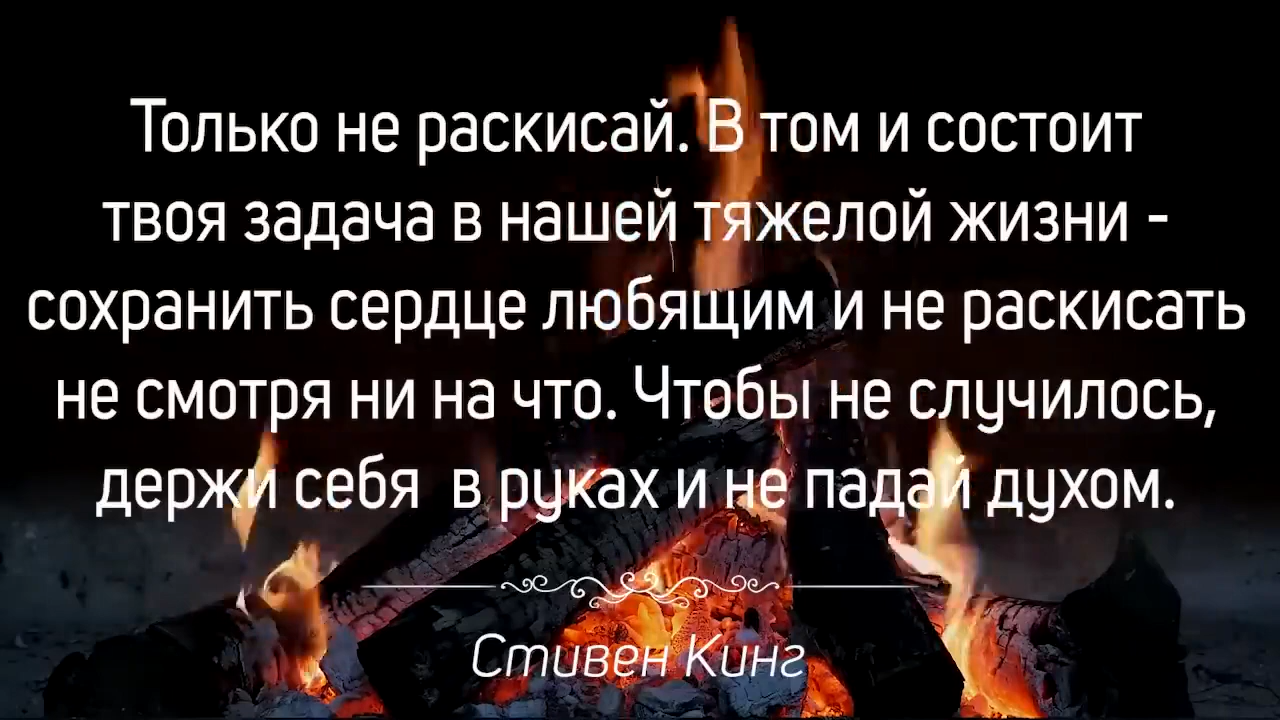 Только не раскисай. В том и состоит
твоя задача в нашей тяжелой жизни -
сохранить сердце любящим и не раскисать
не смотря ни на что. Чтобы не случилось,
держи себя в руках и не падай духом.
Стивен Кинг